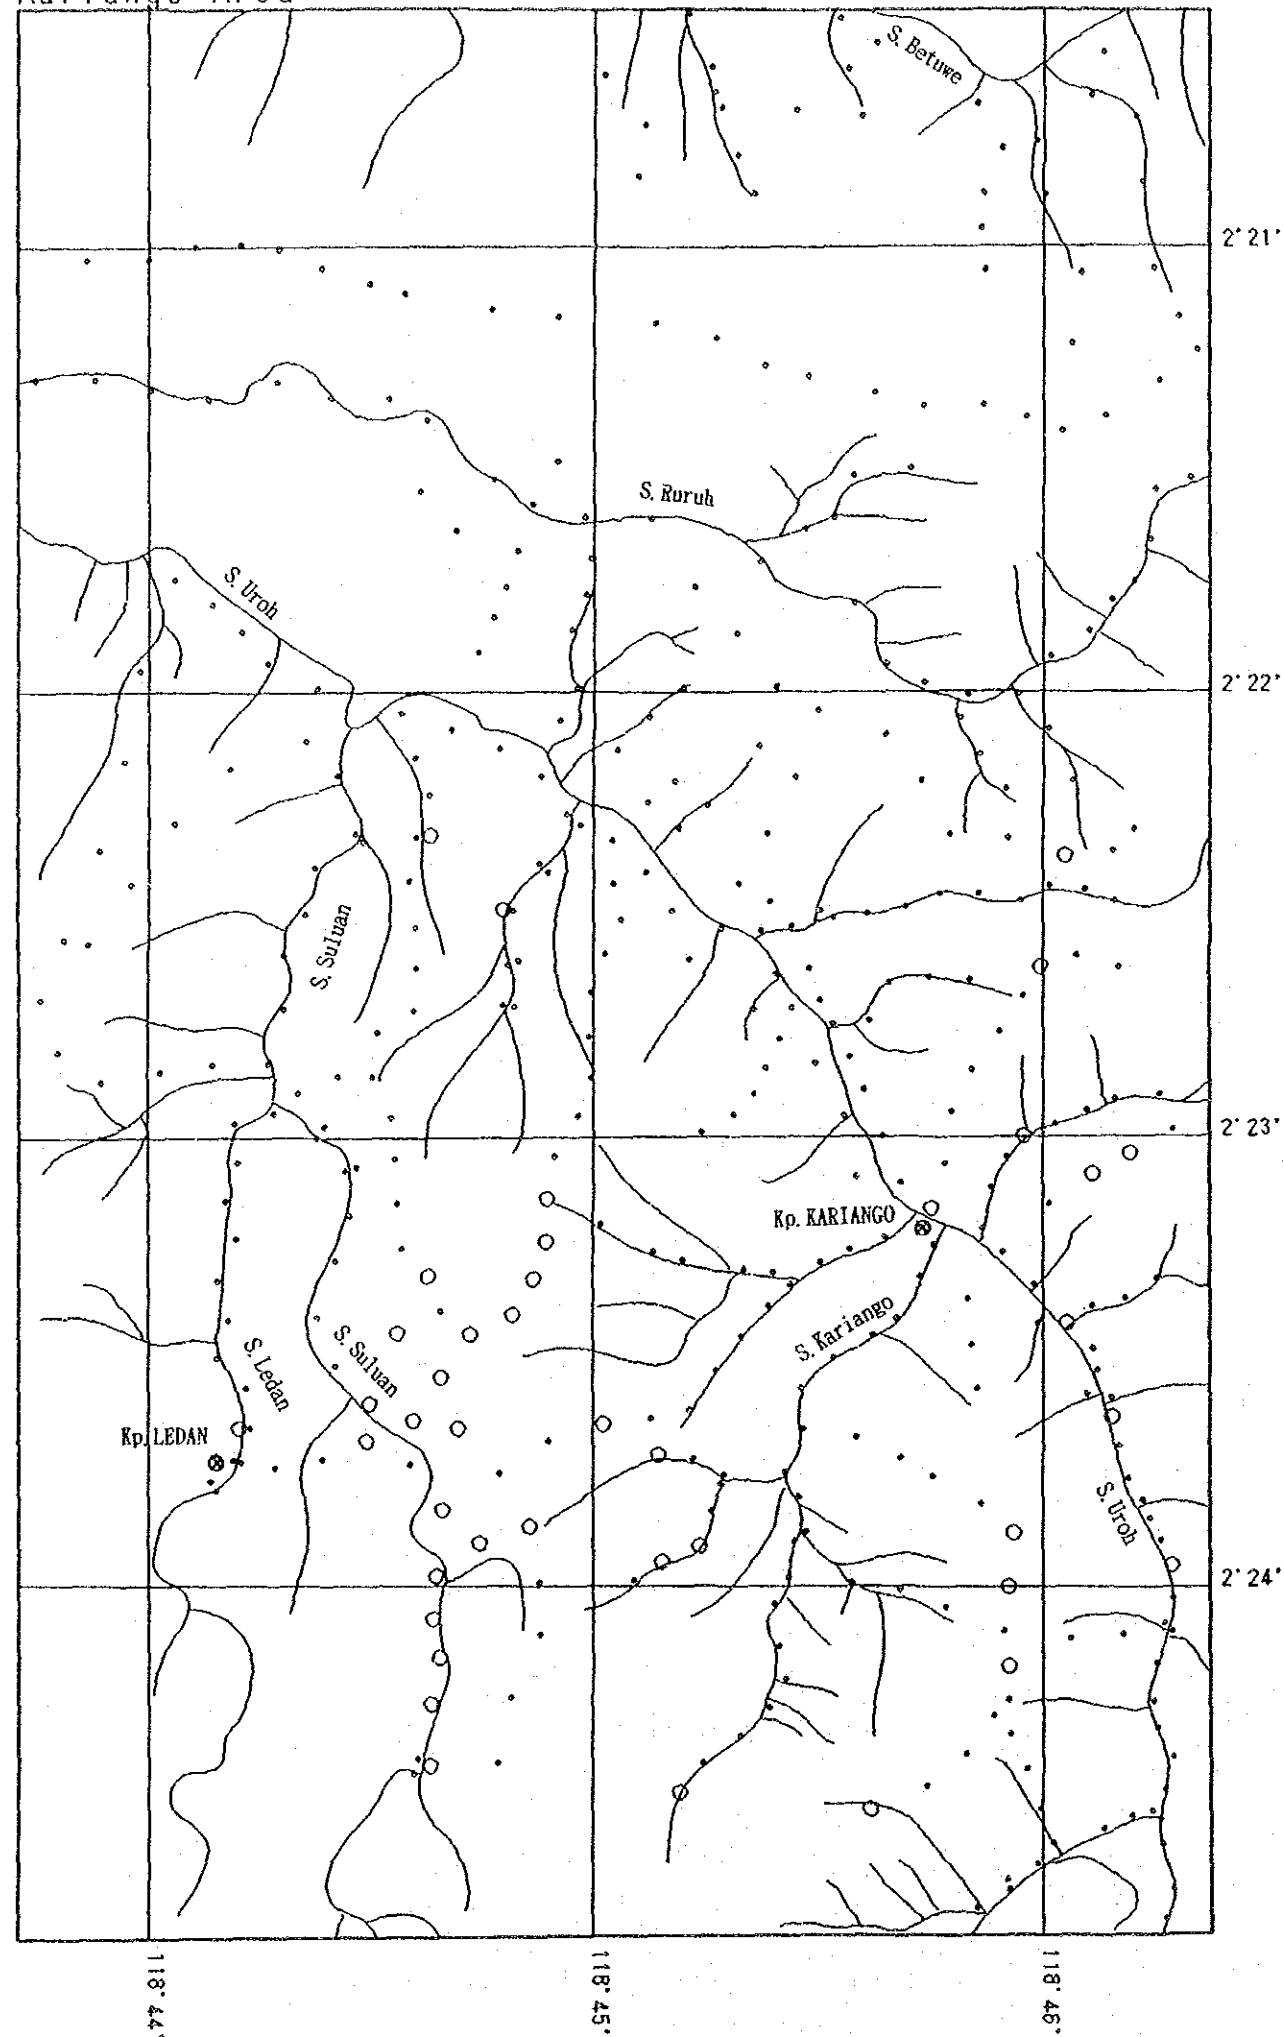 S. Betuwe
2°21'
S. Ruruh
S. Uroh
2°22'
S. Suluan
2°23'
Kp. KARIANGO
S. Kariango
S. Suluan
S. Ledan
Kp. LEDAN
S. Uroh
2°24'
118°44'
118°45'
118°46'